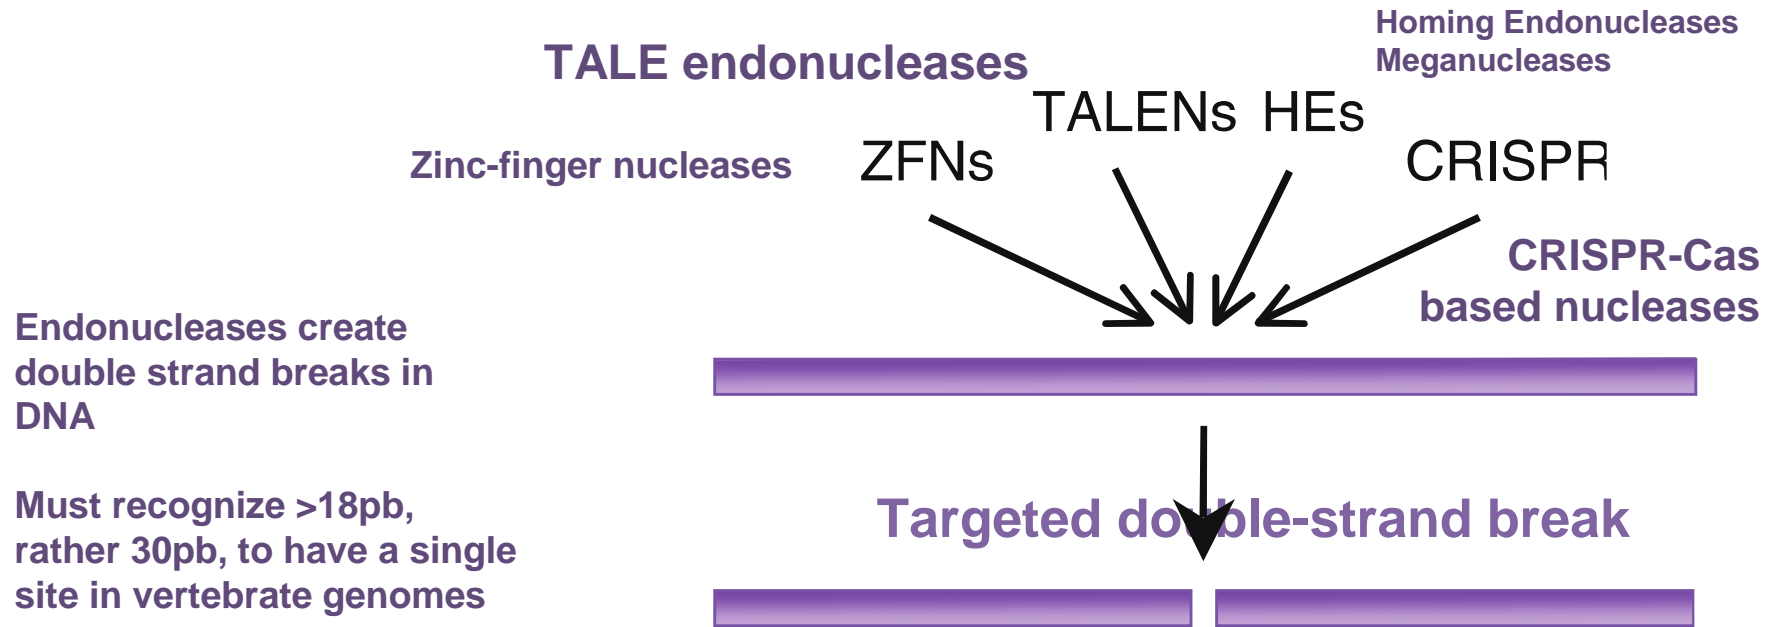 Homing Endonucleases
Meganucleases
TALE endonucleases
TALENs HEs
Zinc-finger nucleases ZFNs CRISPR
CRISPR-Cas
based nucleases
Endonucleases create
double strand breaks in
DNA
Must recognize >18pb,
rather 30pb, to have a single
site in vertebrate genomes
Targeted double-strand break